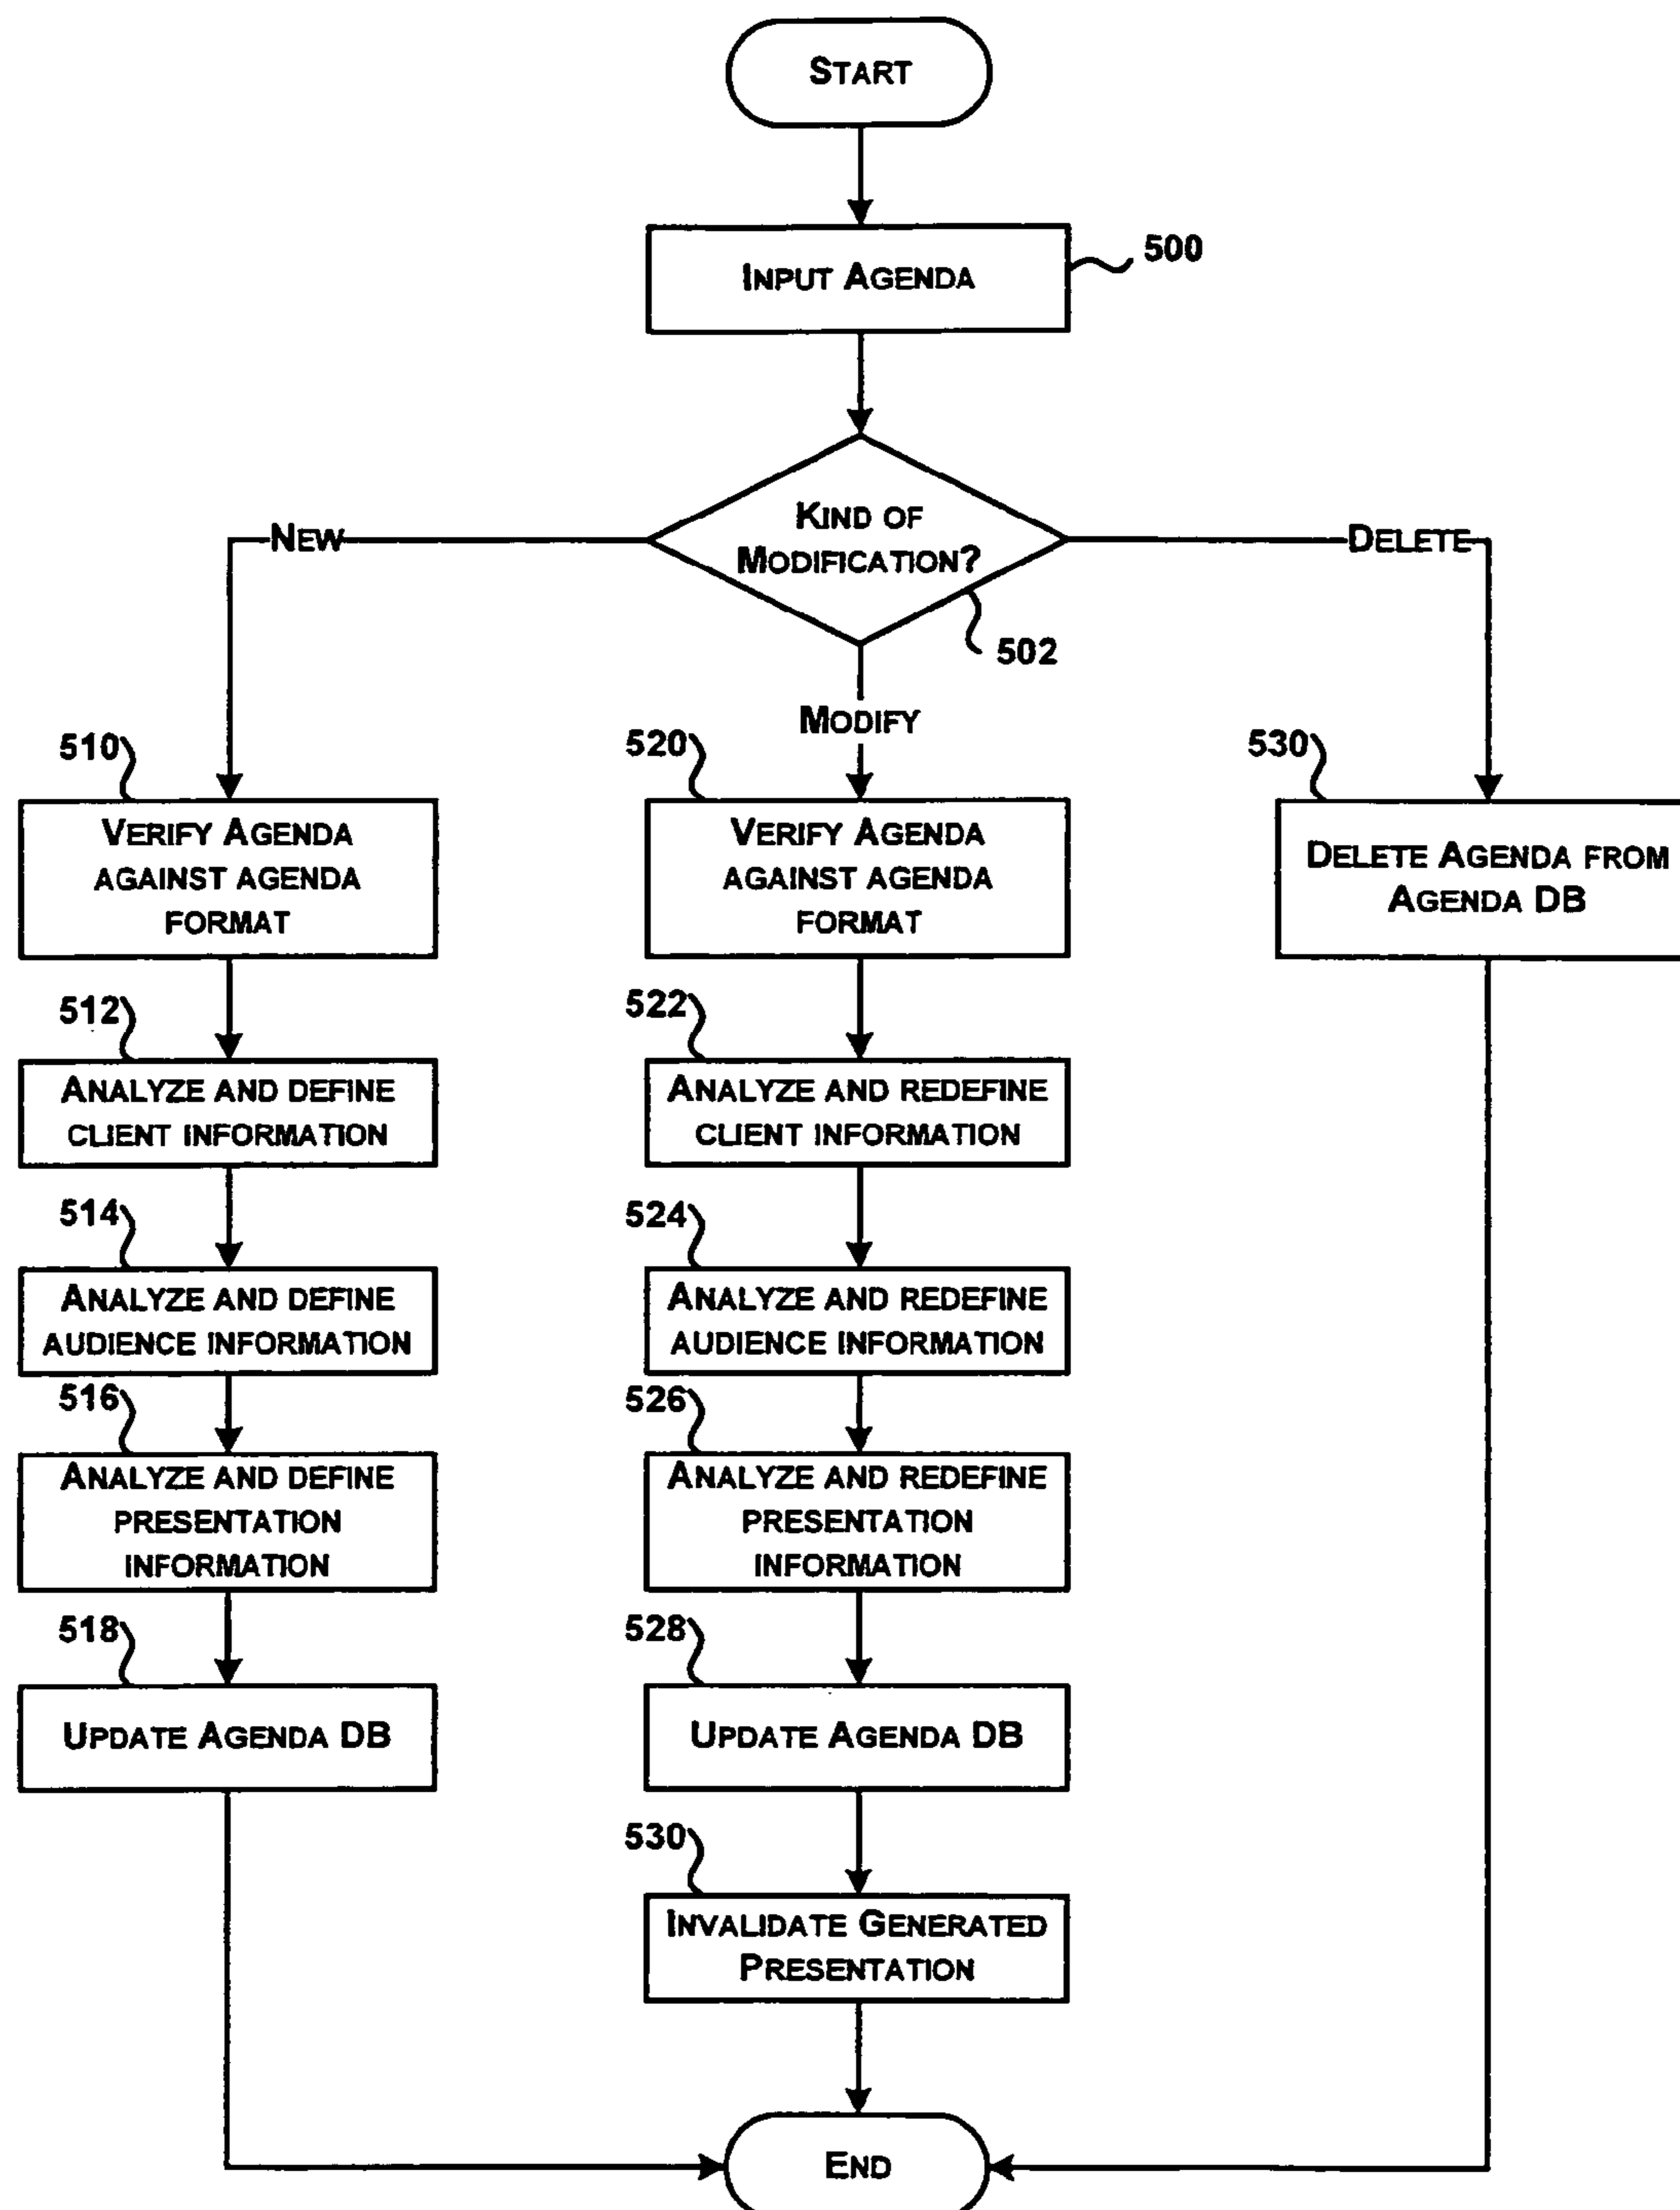 START
INPUT AGENDA
500
KIND OF
MODIFICATION?
NEW
DELETE
502
MODIFY
510
VERIFY AGENDA
AGAINST AGENDA
FORMAT
520
VERIFY AGENDA
AGAINST AGENDA
FORMAT
530
DELETE AGENDA FROM
AGENDA DB
512
ANALYZE AND DEFINE
CLIENT INFORMATION
522
ANALYZE AND REDEFINE
CLIENT INFORMATION
514
ANALYZE AND DEFINE
AUDIENCE INFORMATION
524
ANALYZE AND REDEFINE
AUDIENCE INFORMATION
516
ANALYZE AND DEFINE
PRESENTATION
INFORMATION
526
ANALYZE AND REDEFINE
PRESENTATION
INFORMATION
518
UPDATE AGENDA DB
528
UPDATE AGENDA DB
530
INVALIDATE GENERATED
PRESENTATION
END